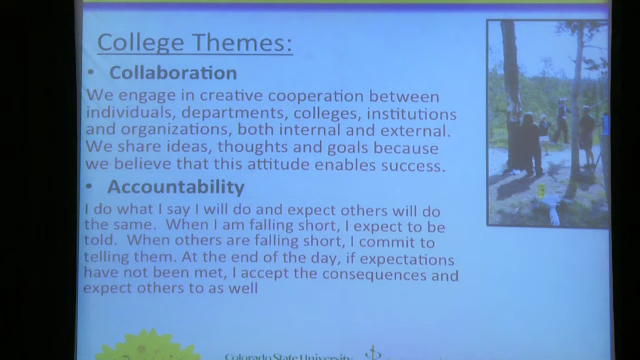 College Themes:
• Collaboration
We engage in creative cooperation between
individuals, departments, colleges, institutions
and organizations, both internal and external.
We share ideas, thoughts and goals because
we believe that this attitude enables success.
• Accountability
I do what I say I will do and expect others will do
the same. When I am falling short, I expect to be
told. When others are falling short, I commit to
telling them. At the end of the day, if expectations
have not been met, I accept the consequences and
expect others to as well
Colorado State University